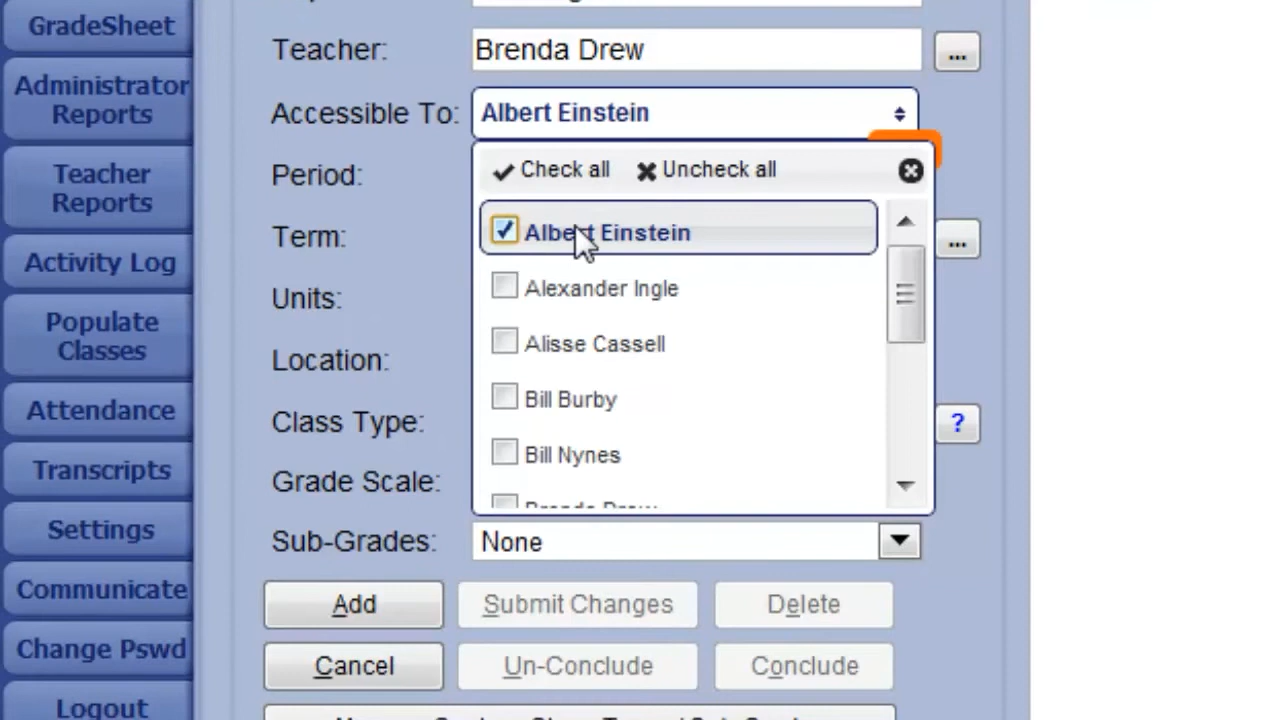 GradeSheet
Administrator
Reports
Teacher
Reports
Activity Log
Populate
Classes
Attendance
Transcripts
Settings
Communicate
Change Pswd
Logout
Teacher:
Brenda Drew
...
Accessible To:
Albert Einstein
Period:
Check all
Uncheck all
Term:
Albert Einstein
...
Alexander Ingle
Units:
Alisse Cassell
Location:
Bill Burby
Class Type:
Bill Nynes
?
Grade Scale:
Brenda Drew
Sub-Grades:
None
Add
Submit Changes
Delete
Cancel
Un-Conclude
Conclude